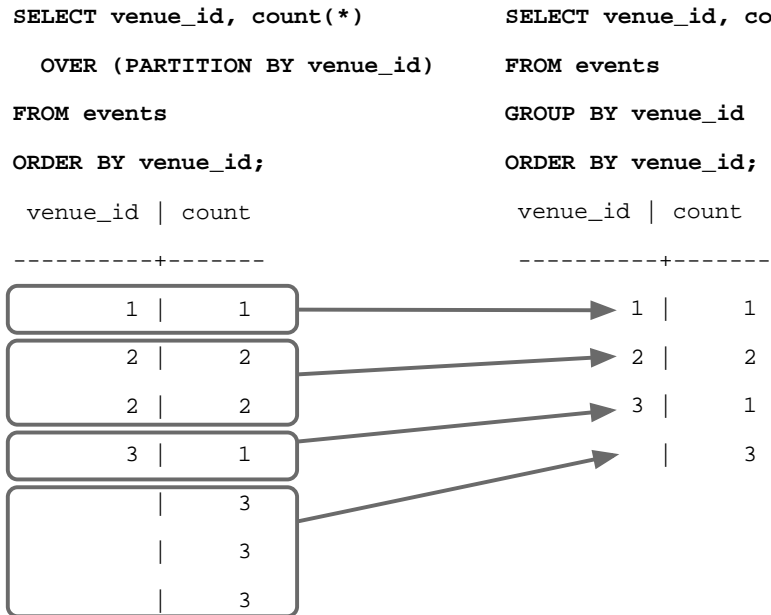 SELECT venue_id, count(*)
OVER (PARTITION BY venue_id)
FROM events
ORDER BY venue_id;
venue_id | count
----------+-------
1 | 1
2 | 2
2 | 2
3 | 1
| 3
| 3
| 3
SELECT venue_id, co
FROM events
GROUP BY venue_id
ORDER BY venue_id;
venue_id | count
----------+-------
1 | 1
2 | 2
3 | 1
| 3